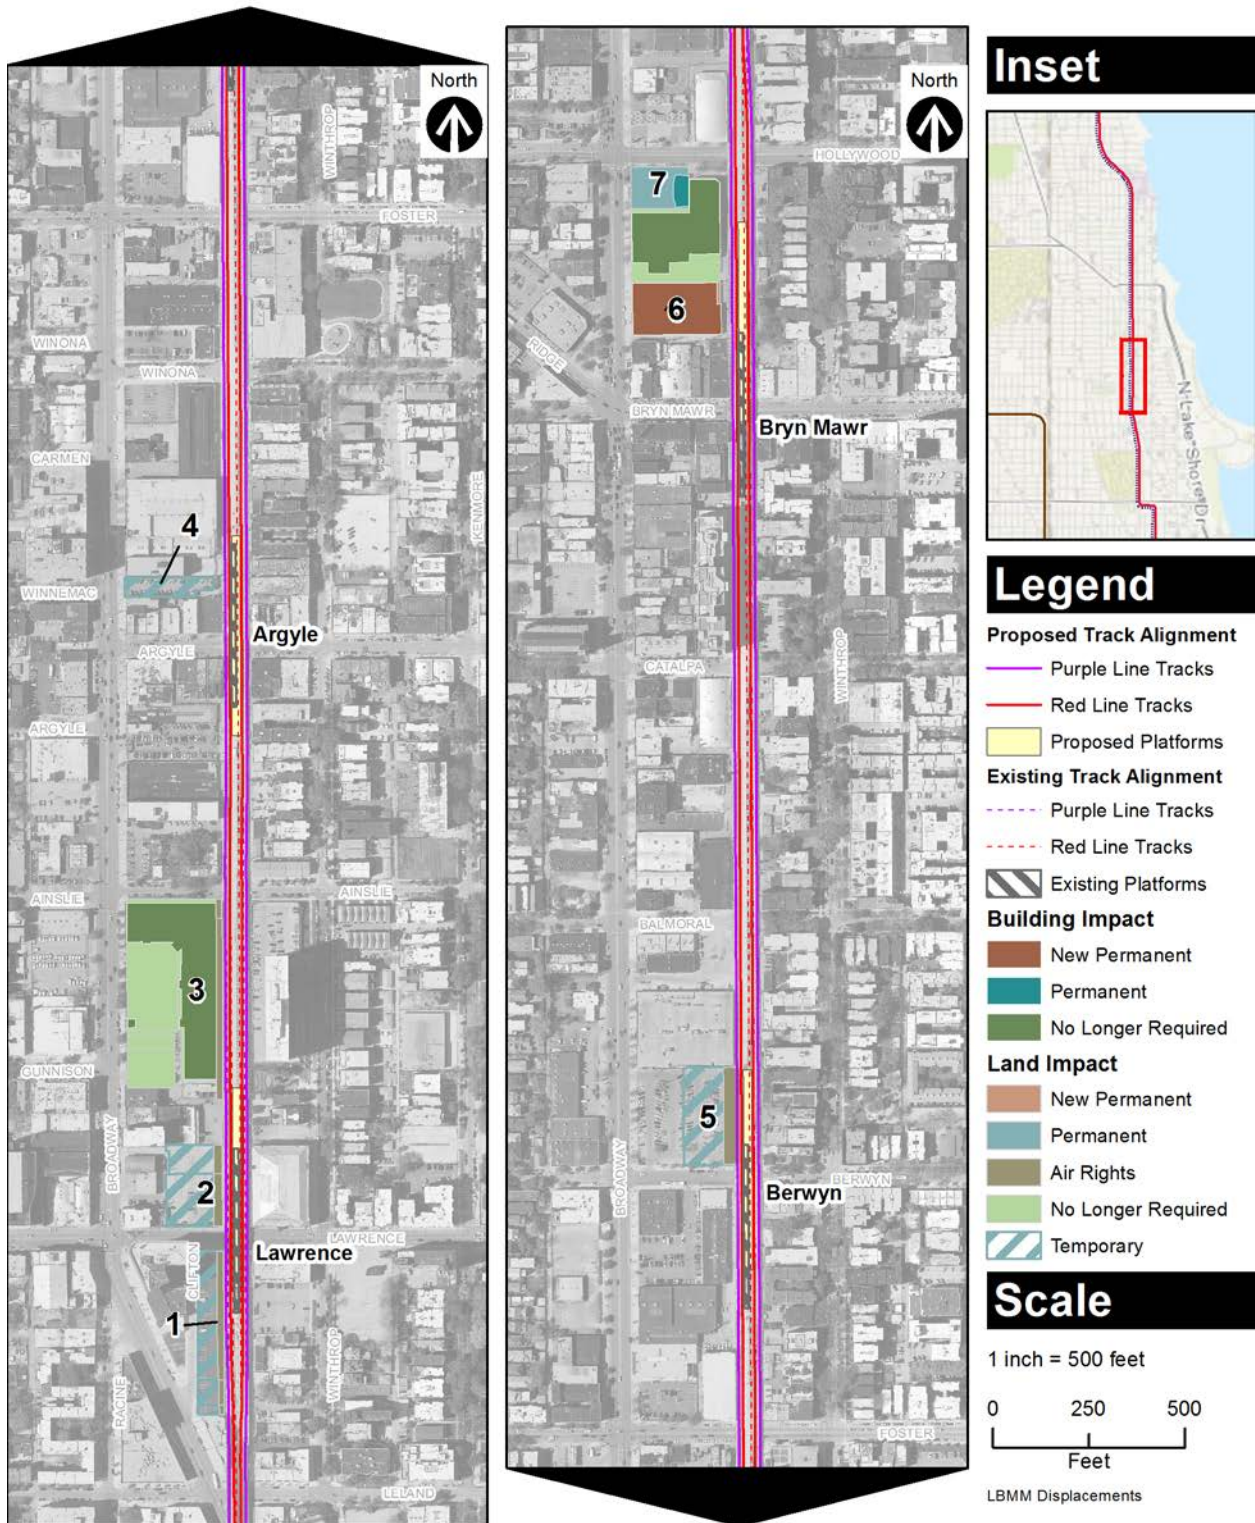 North
WINTHROP
FOSTER
WINONA
WINONA
CARMEN
KENMORE
4
WINNEMAC
Argyle
ARGYLE
ARGYLE
AINSLIE
AINSLIE
3
GUNNISON
BROADWAY
2
LAWRENCE
Lawrence
CLIFTON
1
WINTHROP
RACINE
LELAND
North
HOLLYWOOD
7
6
RIDGE
BRYN MAWR
Bryn Mawr
WINTHROP
CATALPA
BALMORAL
5
BROADWAY
BERWYN
Berwyn
FOSTER
Inset
N Lake Shore Dr
Legend
Proposed Track Alignment
Purple Line Tracks
Red Line Tracks
Proposed Platforms
Existing Track Alignment
Purple Line Tracks
Red Line Tracks
Existing Platforms
Building Impact
New Permanent
Permanent
No Longer Required
Land Impact
New Permanent
Permanent
Air Rights
No Longer Required
Temporary
Scale
1 inch = 500 feet
0 250 500
Feet
LBMM Displacements